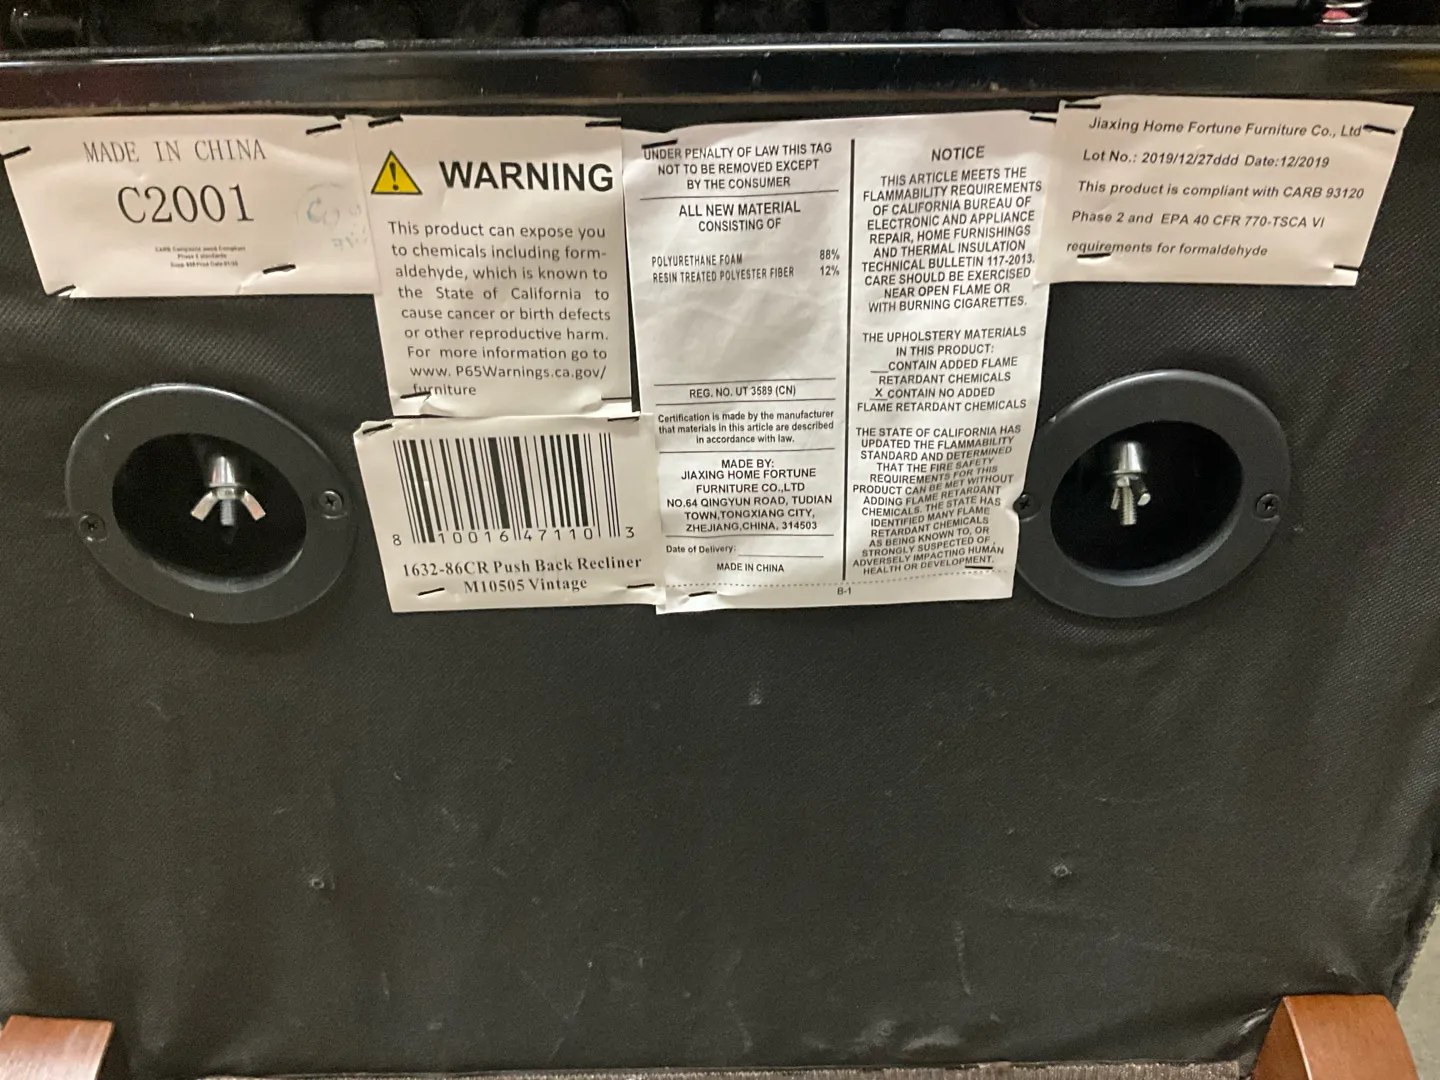 MADE IN CHINA
C2001
WARNING
This product can expose you
to chemicals including form-
aldehyde, which is known to
the State of California to
cause cancer or birth defects
or other reproductive harm.
For more information go to
www. P65Warnings.ca.gov/
furniture
8 10016 47110 3
1632-86CR Push Back Recliner
M10505 Vintage
UNDER PENALTY OF LAW THIS TAG
NOT TO BE REMOVED EXCEPT
BY THE CONSUMER
ALL NEW MATERIAL
CONSISTING OF
POLYURETHANE FOAM 88%
RESIN TREATED POLYESTER FIBER 12%
REG. NO. UT 3589 (CN)
Certification is made by the manufacturer
that materials in this article are described
in accordance with law.
MADE BY:
JIAXING HOME FORTUNE
FURNITURE CO.,LTD
NO.64 QINGYUN ROAD, TUDIAN
TOWN,TONGXIANG CITY,
ZHEJIANG,CHINA, 314503
Date of Delivery:
MADE IN CHINA
NOTICE
THIS ARTICLE MEETS THE
FLAMMABILITY REQUIREMENTS
OF CALIFORNIA BUREAU OF
ELECTRONIC AND APPLIANCE
REPAIR, HOME FURNISHINGS
AND THERMAL INSULATION
TECHNICAL BULLETIN 117-2013.
CARE SHOULD BE EXERCISED
NEAR OPEN FLAME OR
WITH BURNING CIGARETTES.
THE UPHOLSTERY MATERIALS
IN THIS PRODUCT:
__CONTAIN ADDED FLAME
RETARDANT CHEMICALS
X CONTAIN NO ADDED
FLAME RETARDANT CHEMICALS
THE STATE OF CALIFORNIA HAS
UPDATED THE FLAMMABILITY
STANDARD AND DETERMINED
THAT THE FIRE SAFETY
REQUIREMENTS FOR THIS
PRODUCT CAN BE MET WITHOUT
ADDING FLAME RETARDANT
CHEMICALS. THE STATE HAS
IDENTIFIED MANY FLAME
RETARDANT CHEMICALS
AS BEING KNOWN TO, OR
STRONGLY SUSPECTED OF,
ADVERSELY IMPACTING HUMAN
HEALTH OR DEVELOPMENT.
B-1
Jiaxing Home Fortune Furniture Co., Ltd
Lot No.: 2019/12/27ddd Date:12/2019
This product is compliant with CARB 93120
Phase 2 and EPA 40 CFR 770-TSCA VI
requirements for formaldehyde